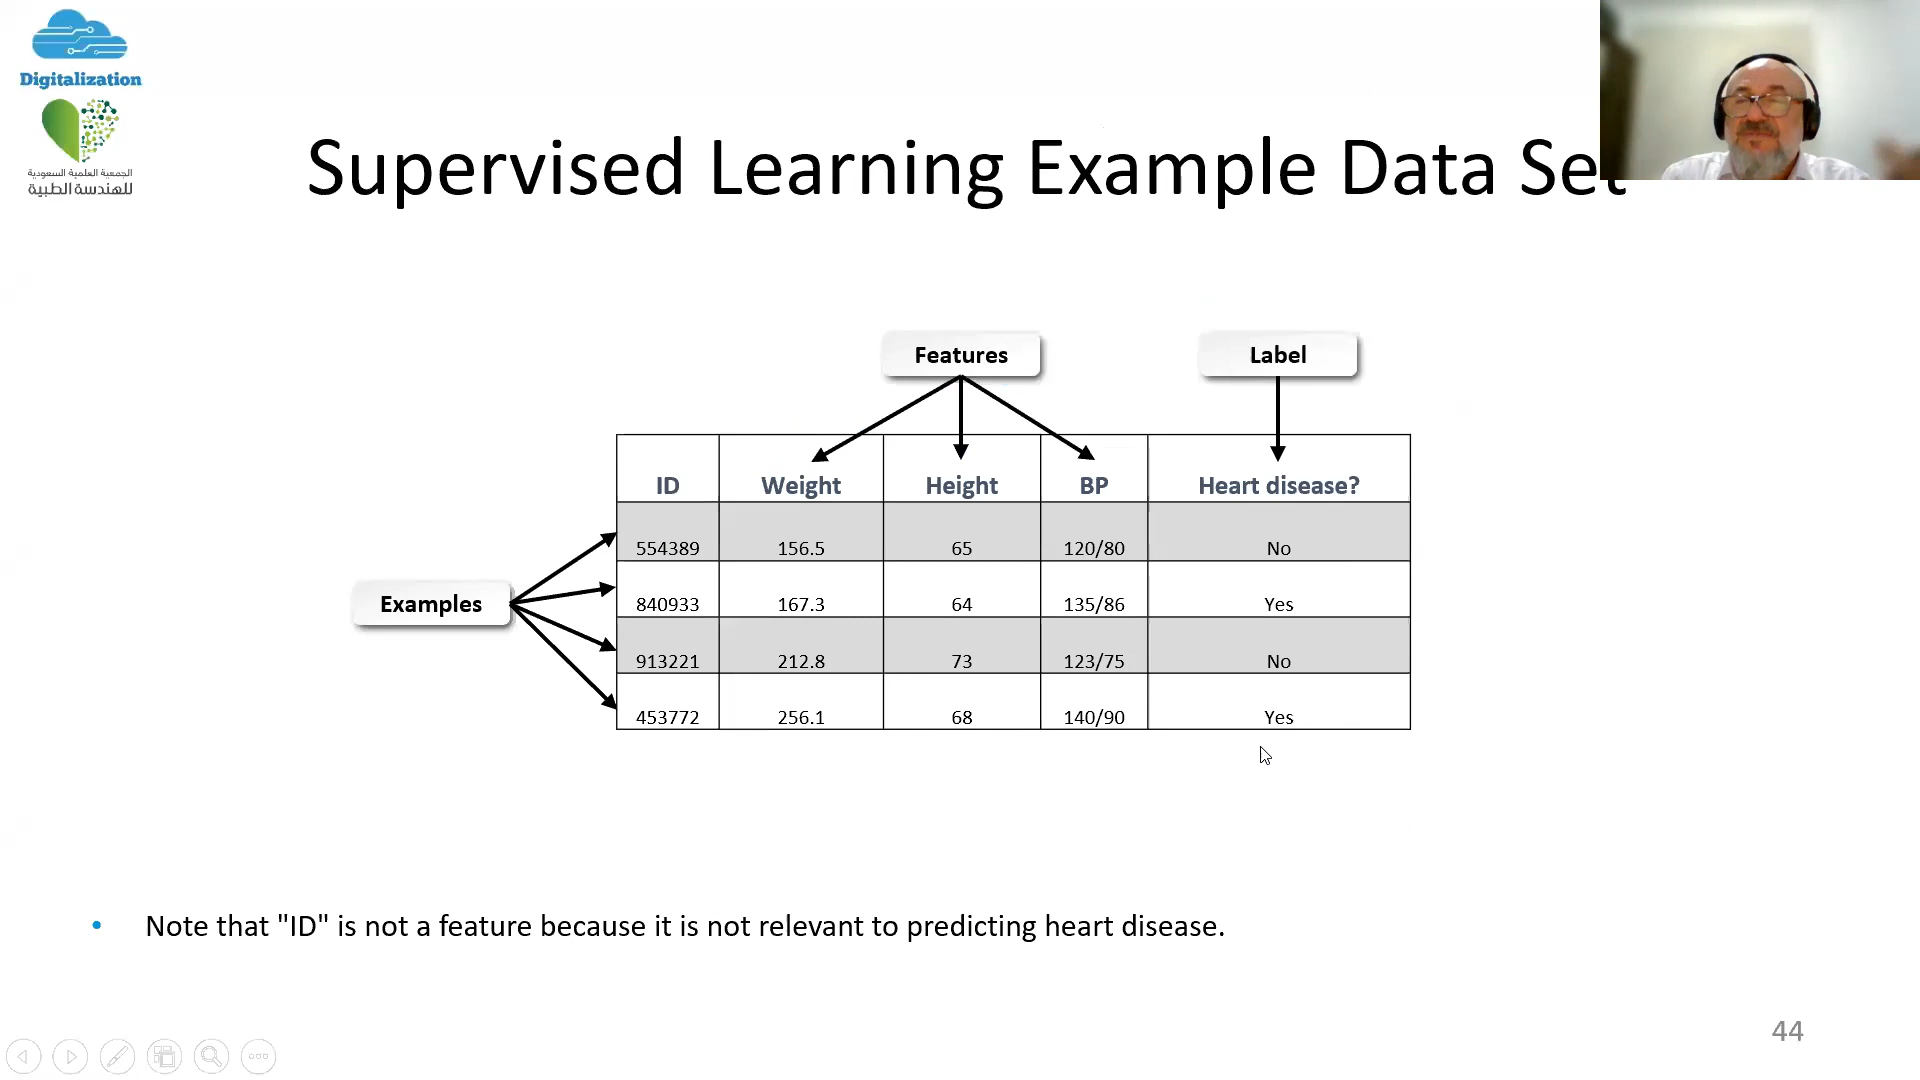 Digitalization
الجمعية العلمية السعودية
للهندسة الطبية
Supervised Learning Example Data Set
Features
Label
ID Weight Height BP Heart disease?
Examples
554389 156.5 65 120/80 No
840933 167.3 64 135/86 Yes
913221 212.8 73 123/75 No
453772 256.1 68 140/90 Yes
• Note that "ID" is not a feature because it is not relevant to predicting heart disease.
44